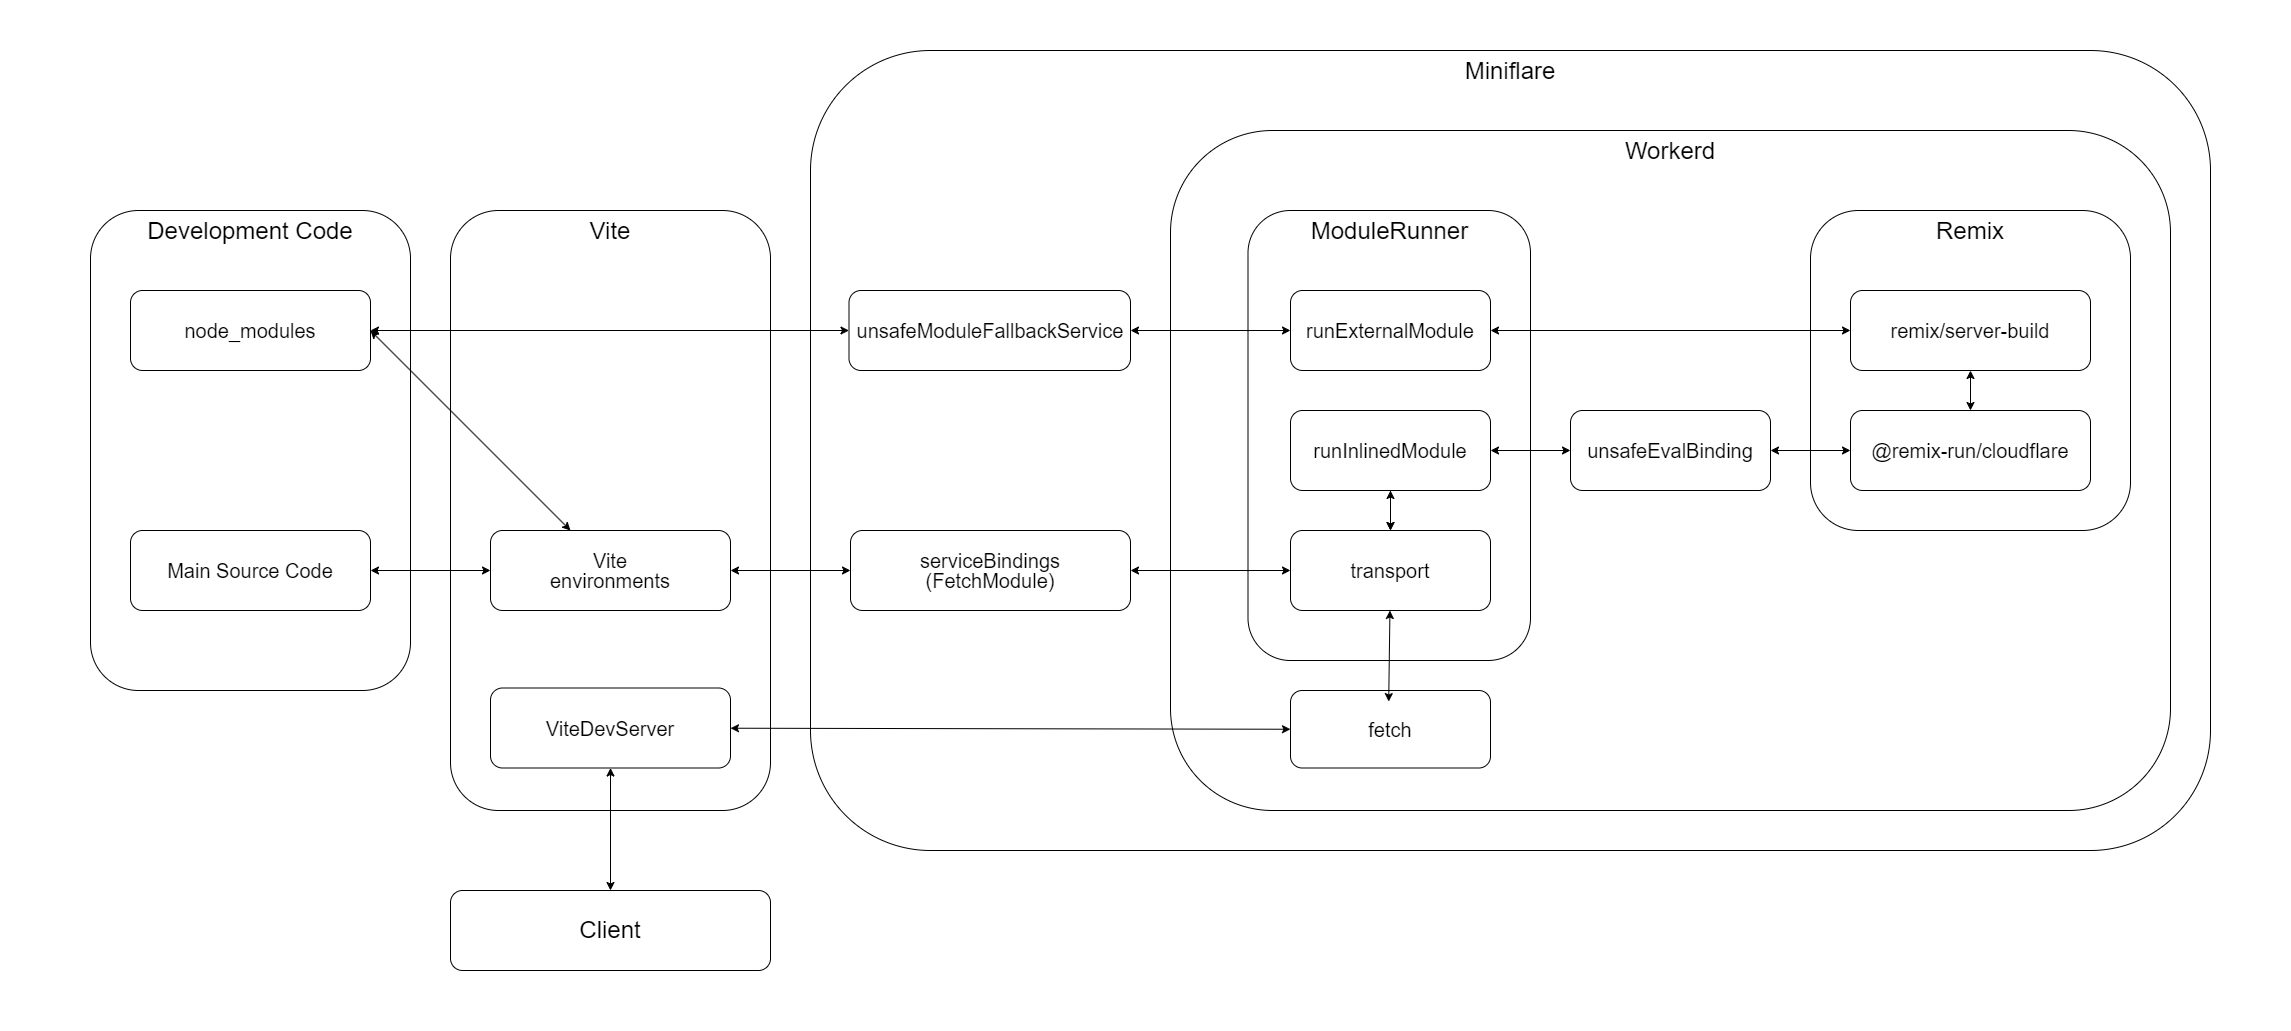 Miniflare
Workerd
Development Code
Vite
ModuleRunner
Remix
node_modules
unsafeModuleFallbackService
runExternalModule
remix/server-build
runInlinedModule
unsafeEvalBinding
@remix-run/cloudflare
Main Source Code
Vite
environments
serviceBindings
(FetchModule)
transport
ViteDevServer
fetch
Client